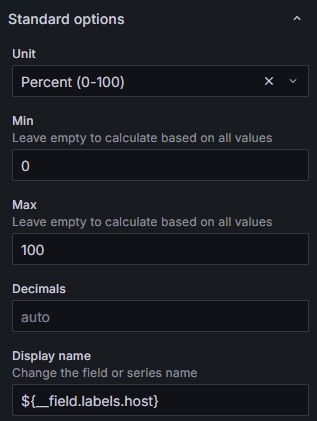 Standard options
Unit
Percent (0-100)
Min
Leave empty to calculate based on all values
0
Max
Leave empty to calculate based on all values
100
Decimals
auto
Display name
Change the field or series name
${__field.labels.host}